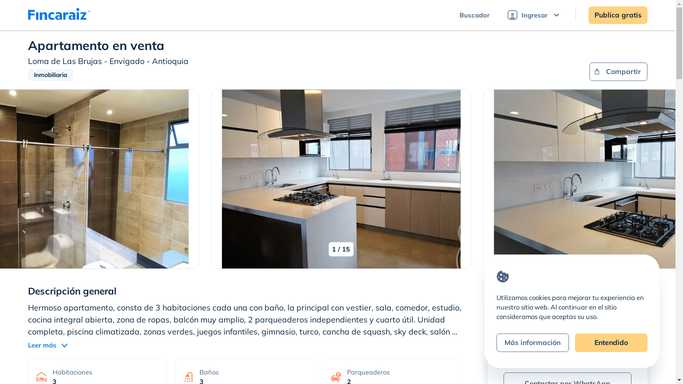 Fincaraiz
Buscador
Ingresar
Publica gratis
Apartamento en venta
Loma de Las Brujas - Envigado - Antioquia
Inmobiliaria
Compartir
1 / 15
Descripción general
Hermoso apartamento, consta de 3 habitaciones cada una con baño, la principal con vestier, sala, comedor, estudio,
cocina integral abierta, zona de ropas, balcón muy amplio, 2 parqueaderos independientes y cuarto útil. Unidad
completa, piscina climatizada, zonas verdes, juegos infantiles, gimnasio, turco, cancha de squash, sky deck, salón ...
Leer más
Habitaciones
3
Baños
3
Parqueaderos
2
Utilizamos cookies para mejorar tu experiencia en
nuestro sitio web. Al continuar en el sitio
consideramos que aceptas su uso.
Más información
Entendido
Contactar por WhatsApp